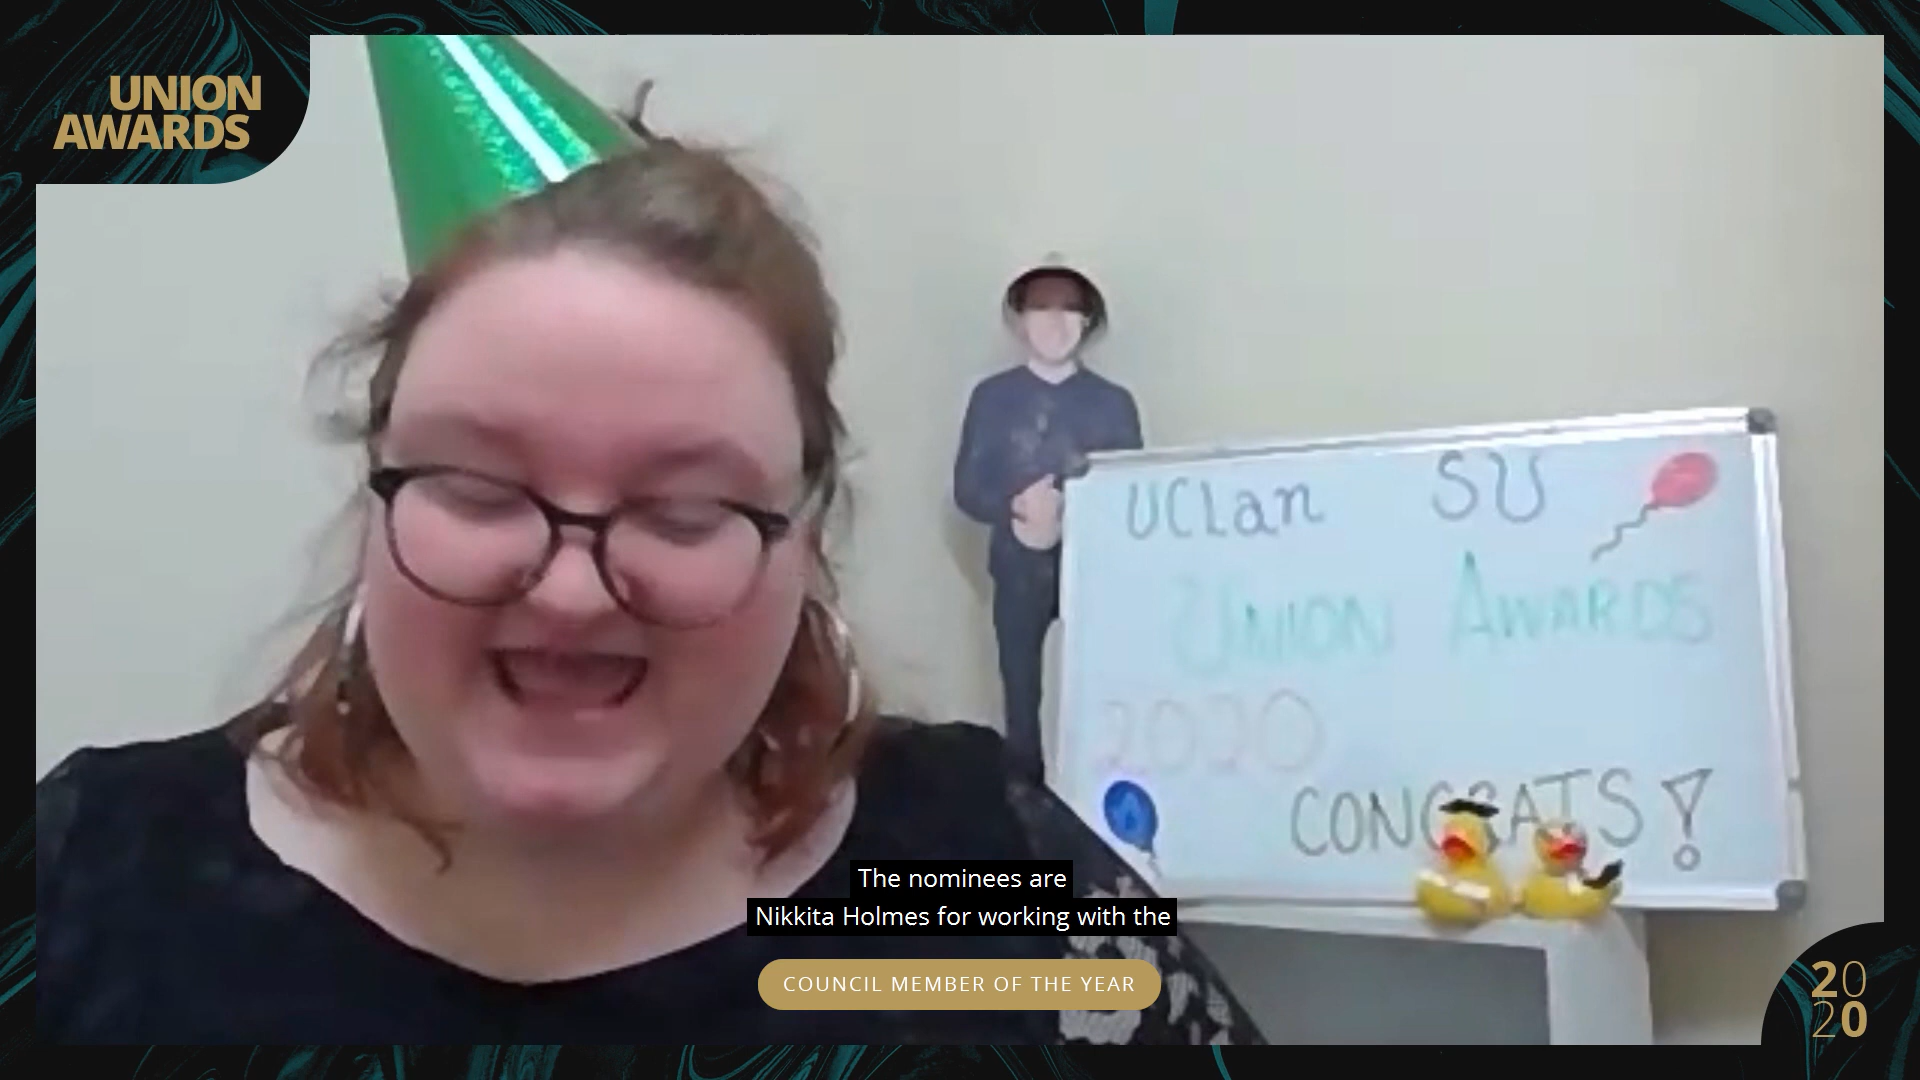 UNION
AWARDS
UCLan SU
UNION AWARDS
2020
CONGRATS!
The nominees are
Nikkita Holmes for working with the
COUNCIL MEMBER OF THE YEAR
20
20